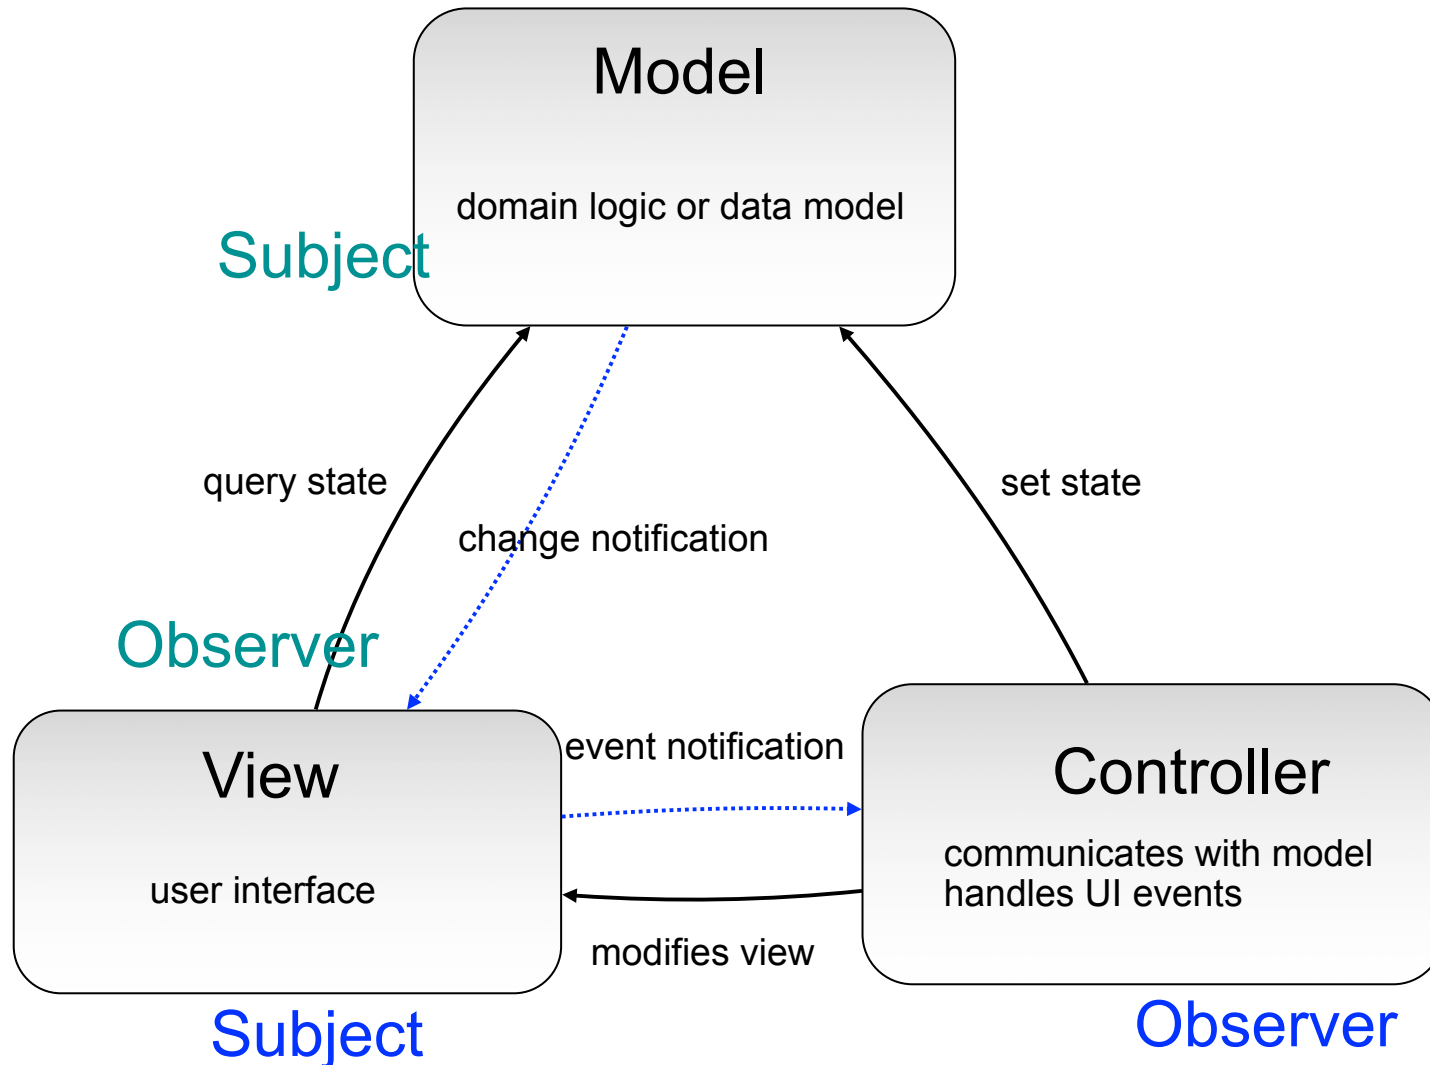 Model
domain logic or data model
Subject
query state
set state
change notification
Observer
View
event notification
Controller
communicates with model
handles UI events
user interface
modifies view
Subject
Observer